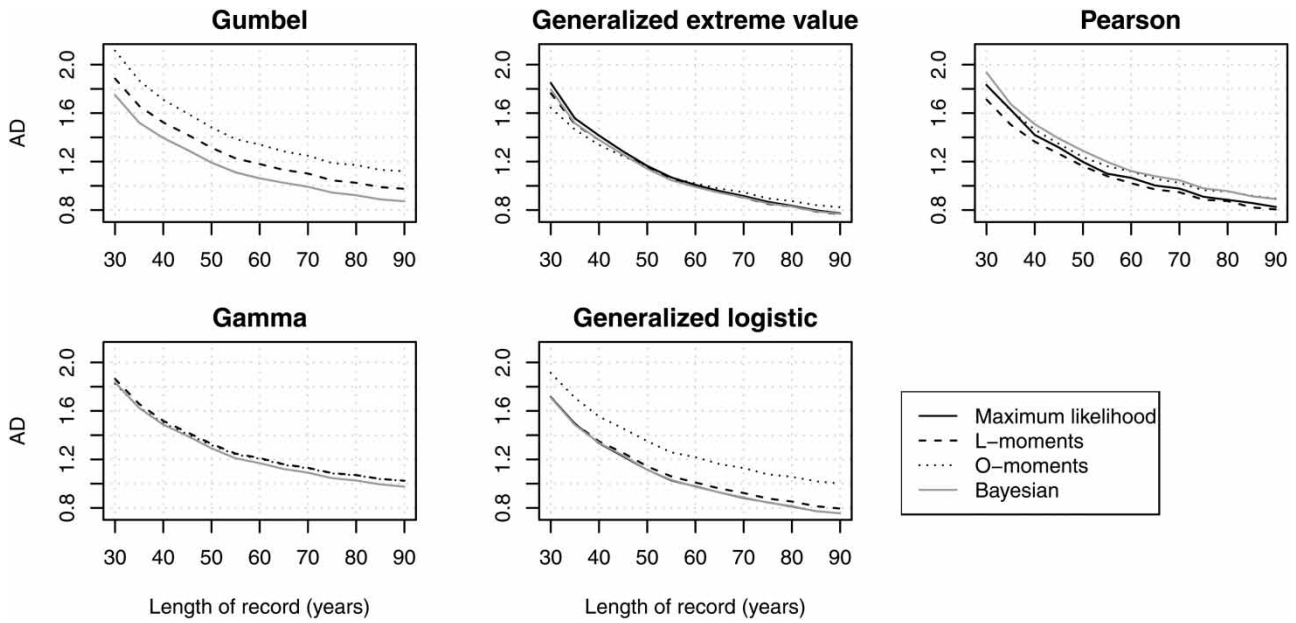 Gumbel
Generalized extreme value
Pearson
AD
0.8 1.2 1.6 2.0
30 40 50 60 70 80 90
0.8 1.2 1.6 2.0
30 40 50 60 70 80 90
0.8 1.2 1.6 2.0
30 40 50 60 70 80 90
Gamma
Generalized logistic
AD
0.8 1.2 1.6 2.0
30 40 50 60 70 80 90
Length of record (years)
0.8 1.2 1.6 2.0
30 40 50 60 70 80 90
Length of record (years)
Maximum likelihood
L−moments
O−moments
Bayesian